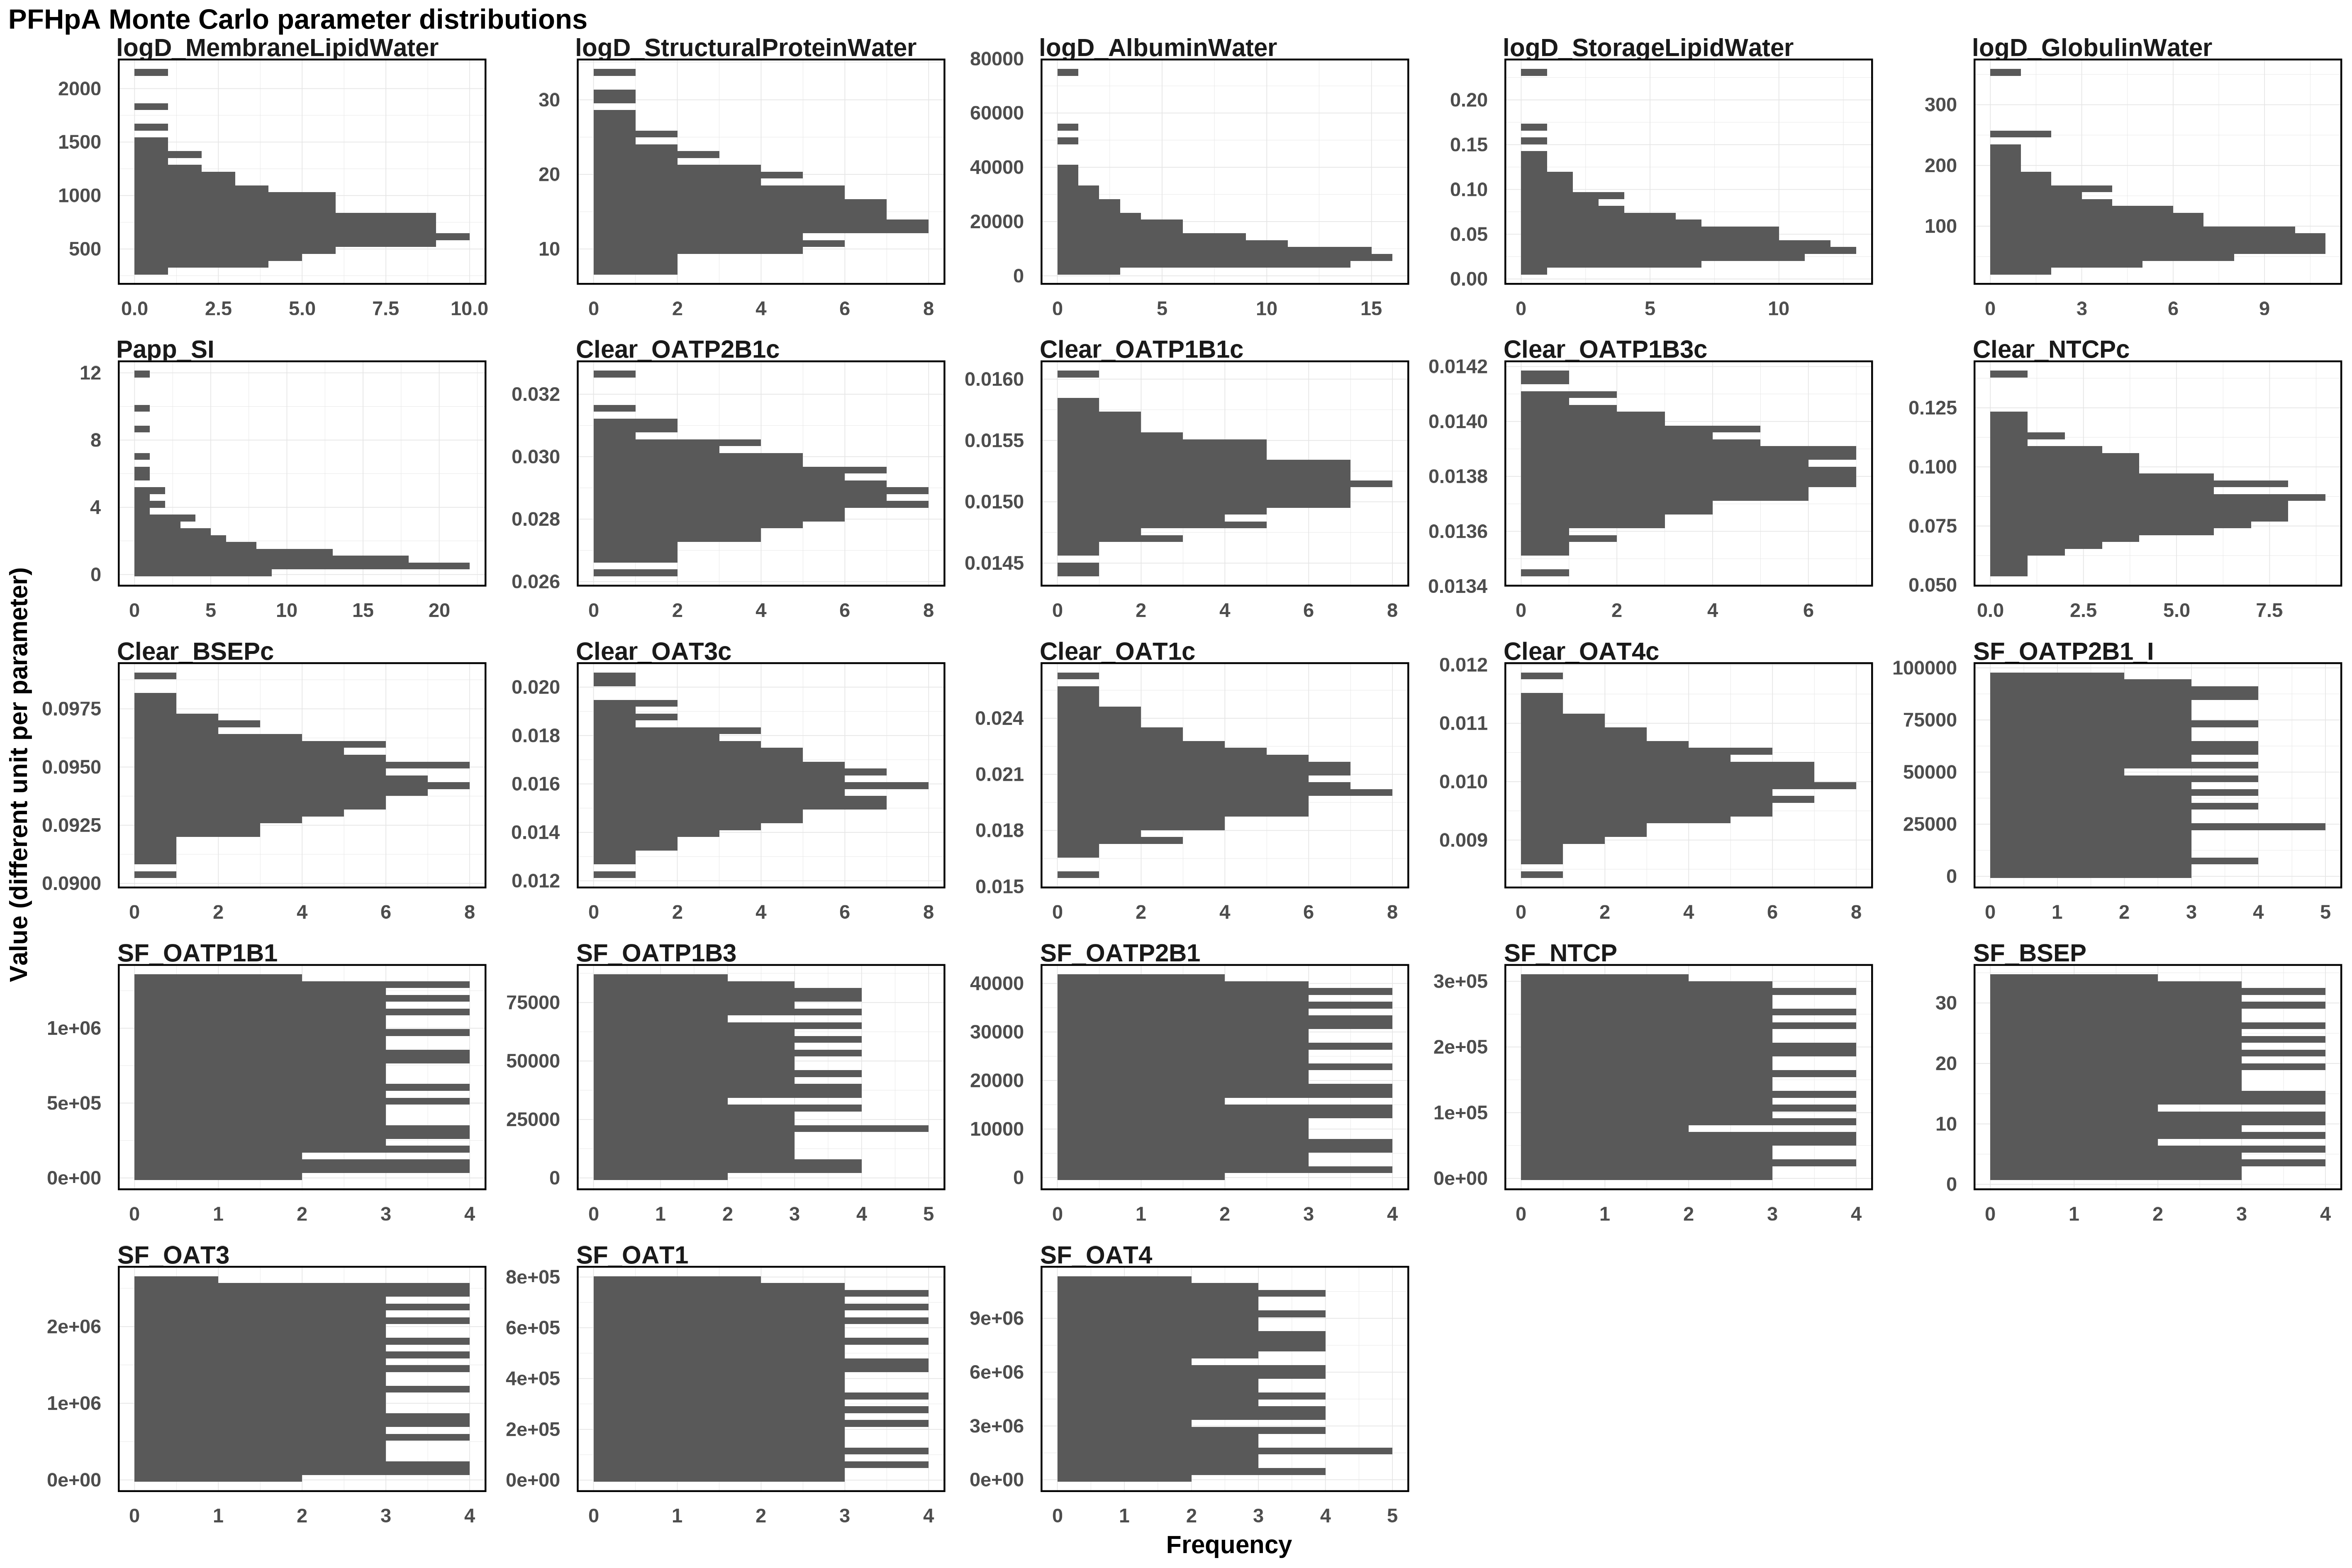 PFHpA Monte Carlo parameter distributions
logD_MembraneLipidWater
2000
1500
1000
500
0.0 2.5 5.0 7.5 10.0
logD_StructuralProteinWater
30
20
10
0 2 4 6 8
logD_AlbuminWater
80000
60000
40000
20000
0
0 5 10 15
logD_StorageLipidWater
0.20
0.15
0.10
0.05
0.00
0 5 10
logD_GlobulinWater
300
200
100
0 3 6 9
Papp_SI
12
8
4
0
0 5 10 15 20
Clear_OATP2B1c
0.032
0.030
0.028
0.026
0 2 4 6 8
Clear_OATP1B1c
0.0160
0.0155
0.0150
0.0145
0 2 4 6 8
Clear_OATP1B3c
0.0142
0.0140
0.0138
0.0136
0.0134
0 2 4 6
Clear_NTCPc
0.125
0.100
0.075
0.050
0.0 2.5 5.0 7.5
Value (different unit per parameter)
Clear_BSEPc
0.0975
0.0950
0.0925
0.0900
0 2 4 6 8
Clear_OAT3c
0.020
0.018
0.016
0.014
0.012
0 2 4 6 8
Clear_OAT1c
0.024
0.021
0.018
0.015
0 2 4 6 8
Clear_OAT4c
0.012
0.011
0.010
0.009
0 2 4 6 8
SF_OATP2B1_I
100000
75000
50000
25000
0
0 1 2 3 4 5
SF_OATP1B1
1e+06
5e+05
0e+00
0 1 2 3 4
SF_OATP1B3
75000
50000
25000
0
0 1 2 3 4 5
SF_OATP2B1
40000
30000
20000
10000
0
0 1 2 3 4
SF_NTCP
3e+05
2e+05
1e+05
0e+00
0 1 2 3 4
SF_BSEP
30
20
10
0
0 1 2 3 4
SF_OAT3
2e+06
1e+06
0e+00
0 1 2 3 4
SF_OAT1
8e+05
6e+05
4e+05
2e+05
0e+00
0 1 2 3 4
SF_OAT4
9e+06
6e+06
3e+06
0e+00
0 1 2 3 4 5
Frequency